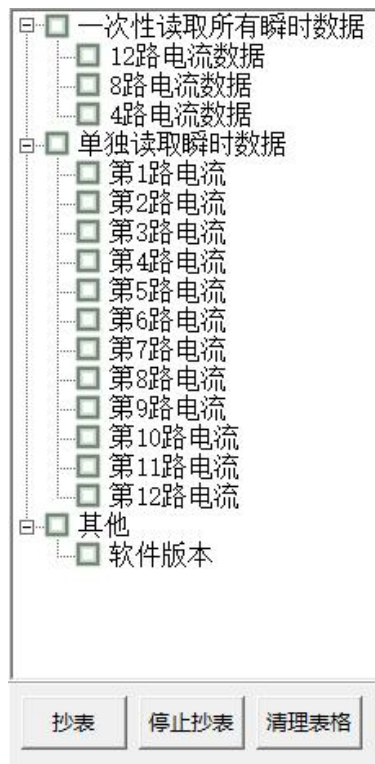 一次性读取所有瞬时数据
12路电流数据
8路电流数据
4路电流数据
单独读取瞬时数据
第1路电流
第2路电流
第3路电流
第4路电流
第5路电流
第6路电流
第7路电流
第8路电流
第9路电流
第10路电流
第11路电流
第12路电流
其他
软件版本
抄表 停止抄表 清理表格